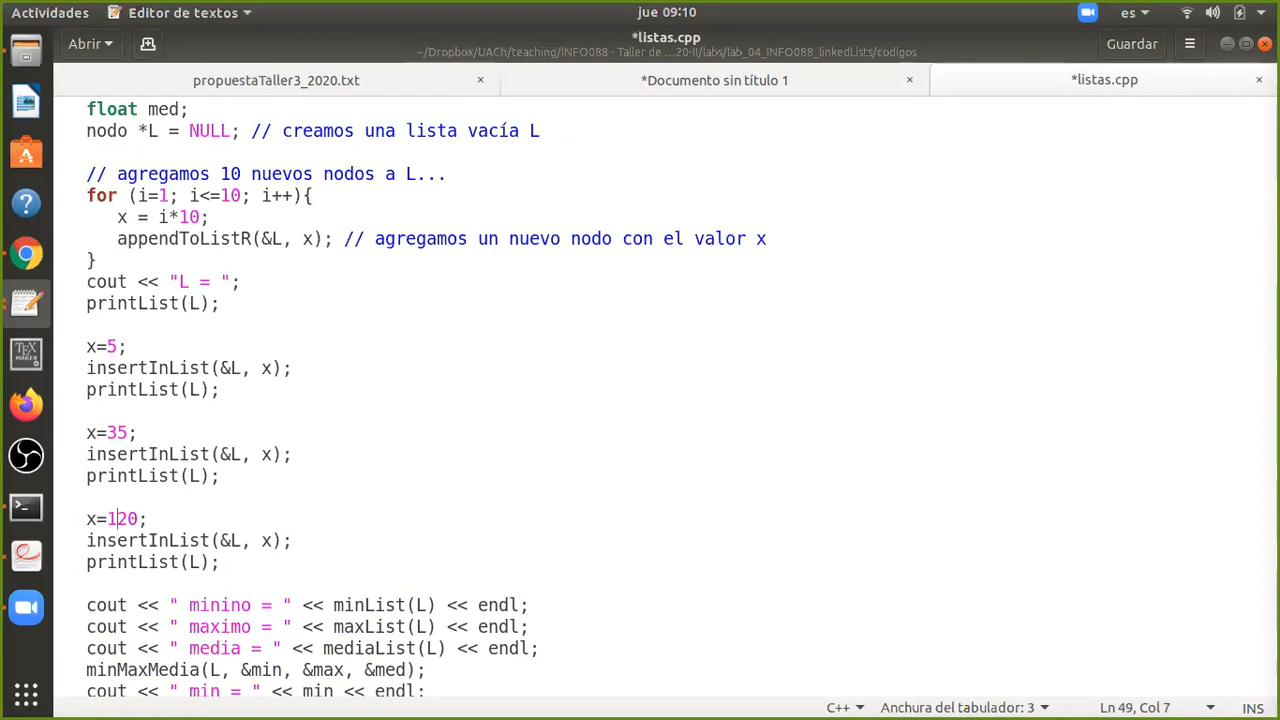 Actividades Editor de textos jue 09:10 es
Abrir *listas.cpp Guardar
~/Dropbox/UACh/teaching/INFO088 - Taller de ...20-II/labs/lab_04_INFO088_linkedLists/codigos
propuestaTaller3_2020.txt × *Documento sin título 1 × *listas.cpp ×
float med;
nodo *L = NULL; // creamos una lista vacía L
// agregamos 10 nuevos nodos a L...
for (i=1; i<=10; i++){
x = i*10;
appendToListR(&L, x); // agregamos un nuevo nodo con el valor x
}
cout << "L = ";
printList(L);
x=5;
insertInList(&L, x);
printList(L);
x=35;
insertInList(&L, x);
printList(L);
x=120;
insertInList(&L, x);
printList(L);
cout << " minino = " << minList(L) << endl;
cout << " maximo = " << maxList(L) << endl;
cout << " media = " << mediaList(L) << endl;
minMaxMedia(L, &min, &max, &med);
cout << " min = " << min << endl;
C++ Anchura del tabulador: 3 Ln 49, Col 7 INS